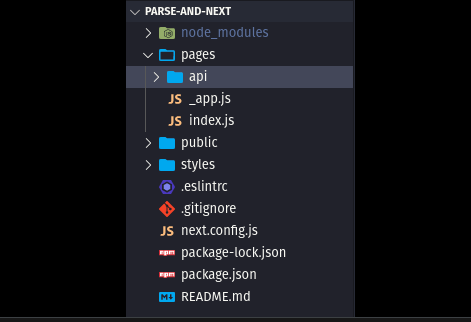 PARSE-AND-NEXT
node_modules
pages
api
JS _app.js
JS index.js
public
styles
.eslintrc
.gitignore
JS next.config.js
npm package-lock.json
npm package.json
M README.md